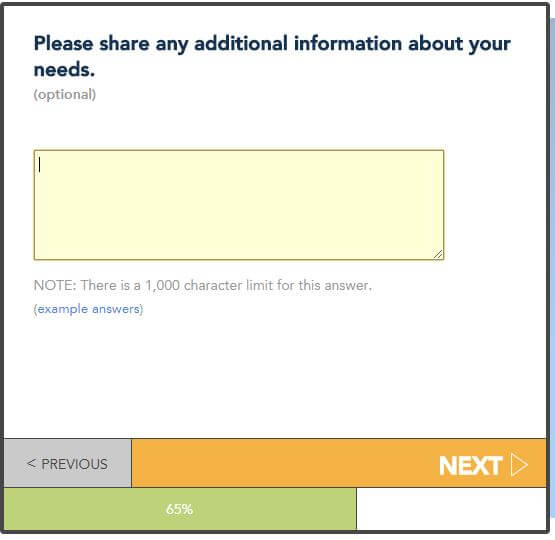 Please share any additional information about your
needs.
(optional)
NOTE: There is a 1,000 character limit for this answer.
(example answers)
< PREVIOUS
NEXT
65%